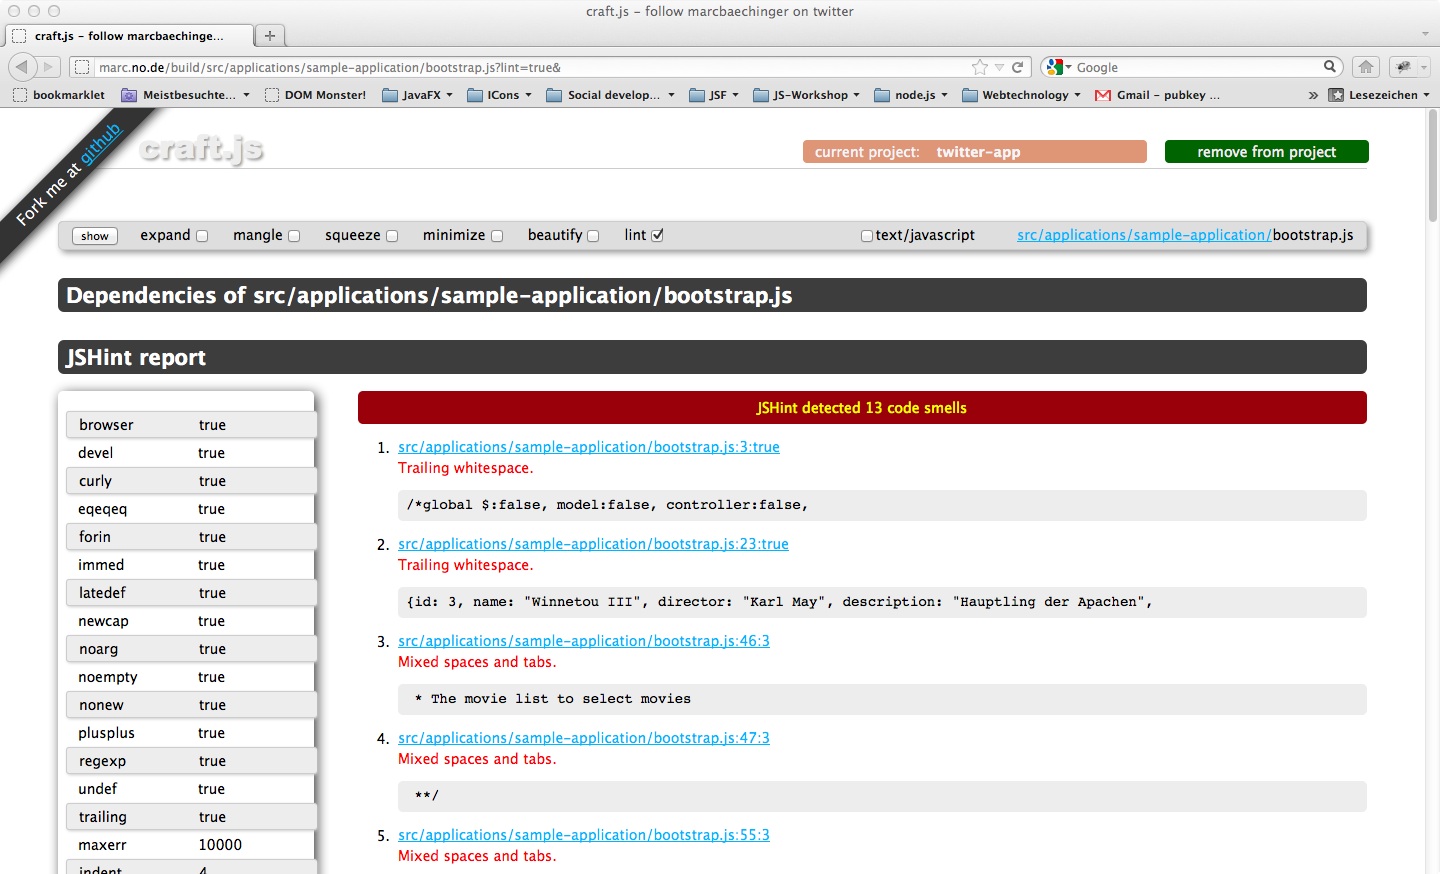 craft.js – follow marcbaechinger on twitter
craft.js – follow marcbaechinge...
marc.no.de/build/src/applications/sample-application/bootstrap.js?lint=true&
Google
bookmarklet Meistbesuchte... DOM Monster! JavaFX ICons Social develop... JSF JS-Workshop node.js Webtechnology Gmail – pubkey ... » Lesezeichen
Fork me at github
craft.js
current project: twitter-app
remove from project
show expand mangle squeeze minimize beautify lint text/javascript src/applications/sample-application/bootstrap.js
Dependencies of src/applications/sample-application/bootstrap.js
JSHint report
browser true
devel true
curly true
eqeqeq true
forin true
immed true
latedef true
newcap true
noarg true
noempty true
nonew true
plusplus true
regexp true
undef true
trailing true
maxerr 10000
indent 4
JSHint detected 13 code smells
1. src/applications/sample-application/bootstrap.js:3:true
Trailing whitespace.
/*global $:false, model:false, controller:false,
2. src/applications/sample-application/bootstrap.js:23:true
Trailing whitespace.
{id: 3, name: "Winnetou III", director: "Karl May", description: "Hauptling der Apachen",
3. src/applications/sample-application/bootstrap.js:46:3
Mixed spaces and tabs.
* The movie list to select movies
4. src/applications/sample-application/bootstrap.js:47:3
Mixed spaces and tabs.
**/
5. src/applications/sample-application/bootstrap.js:55:3
Mixed spaces and tabs.